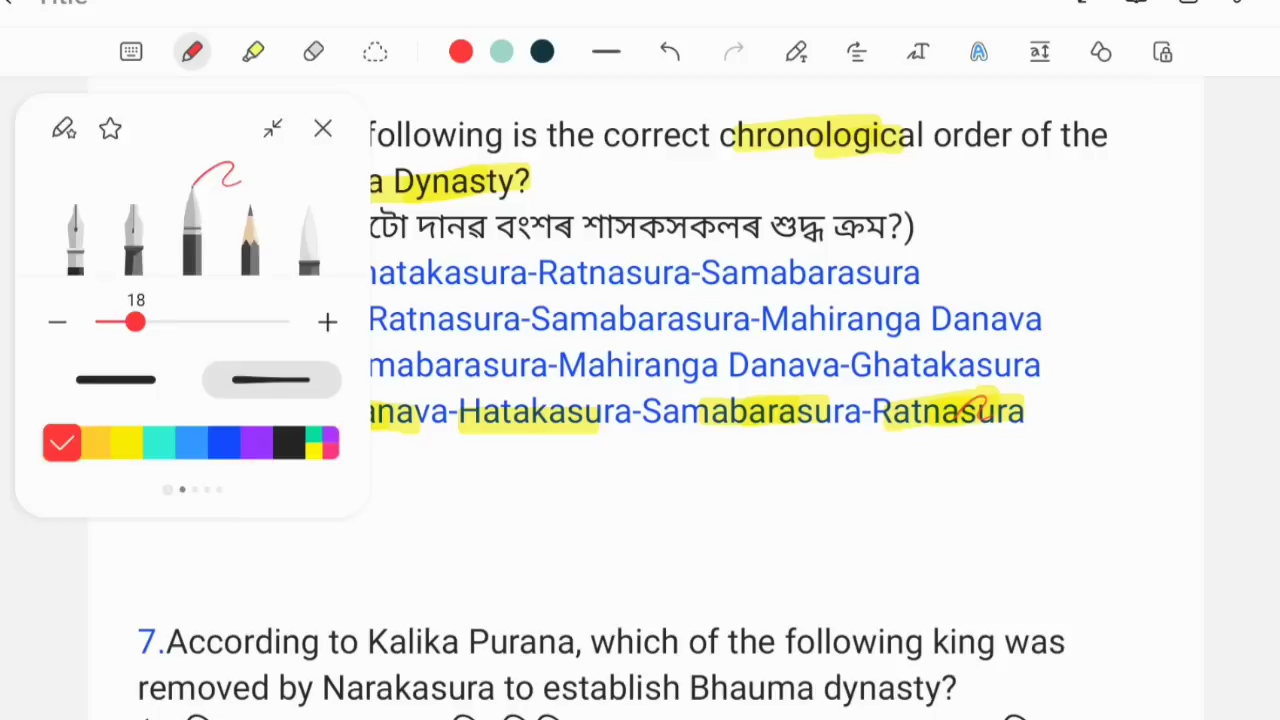 Title
following is the correct chronological order of the
a Dynasty?
টো দানৱ বংশৰ শাসকসকলৰ শুদ্ধ ক্ৰম?)
hatakasura-Ratnasura-Samabarasura
Ratnasura-Samabarasura-Mahiranga Danava
mabarasura-Mahiranga Danava-Ghatakasura
anava-Hatakasura-Samabarasura-Ratnasura
18
7.According to Kalika Purana, which of the following king was
removed by Narakasura to establish Bhauma dynasty?